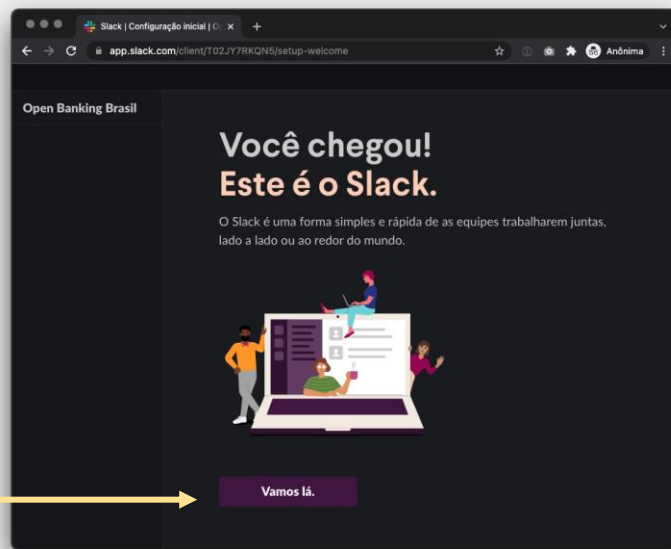 Slack | Configuração inicial | O
app.slack.com/client/T02JY7RKQN5/setup-welcome
Anônima
Open Banking Brasil
Você chegou!
Este é o Slack.
O Slack é uma forma simples e rápida de as equipes trabalharem juntas,
lado a lado ou ao redor do mundo.
Vamos lá.